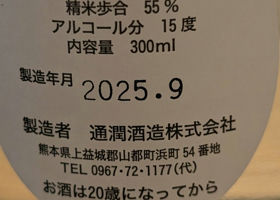 精米歩合 55%
アルコール分 15度
内容量 300ml
製造年月 2025.9
製造者 通潤酒造株式会社
熊本県上益城郡山都町浜町54番地
TEL 0967-72-1177(代)
お酒は20歳になってから